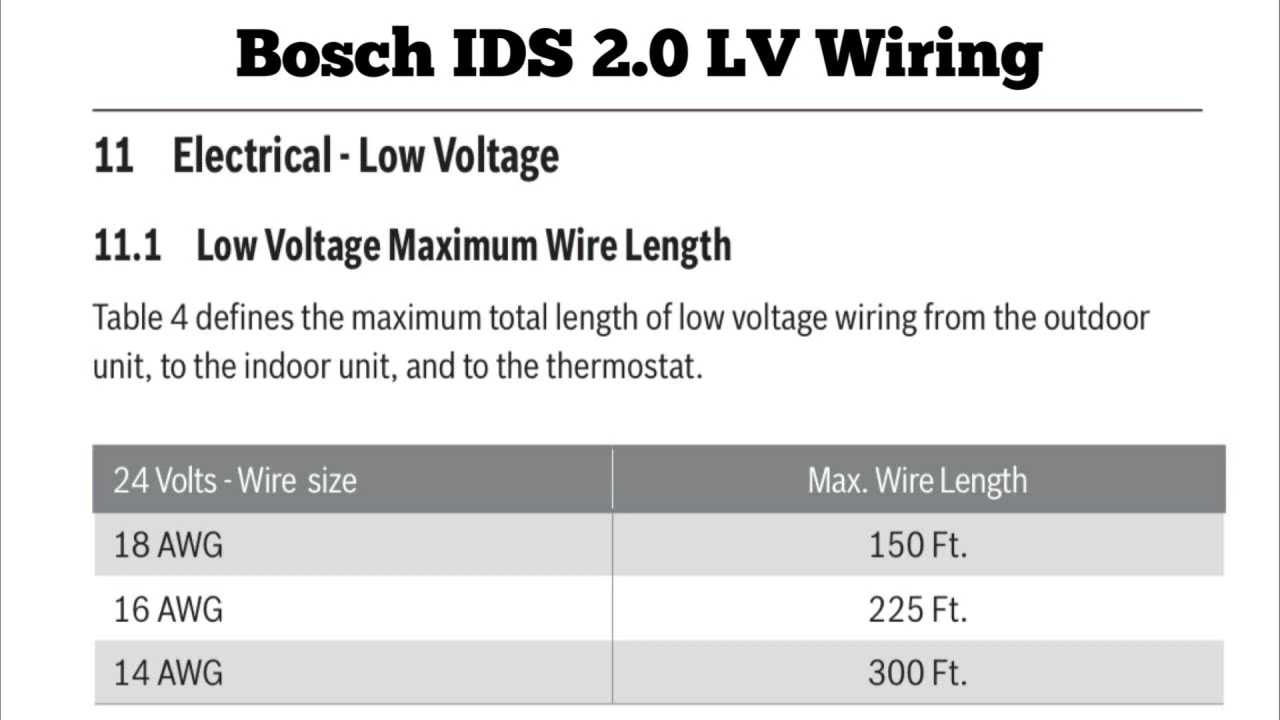 Bosch IDS 2.0 LV Wiring
11 Electrical - Low Voltage
11.1 Low Voltage Maximum Wire Length
Table 4 defines the maximum total length of low voltage wiring from the outdoor
unit, to the indoor unit, and to the thermostat.
24 Volts - Wire size Max. Wire Length
18 AWG 150 Ft.
16 AWG 225 Ft.
14 AWG 300 Ft.